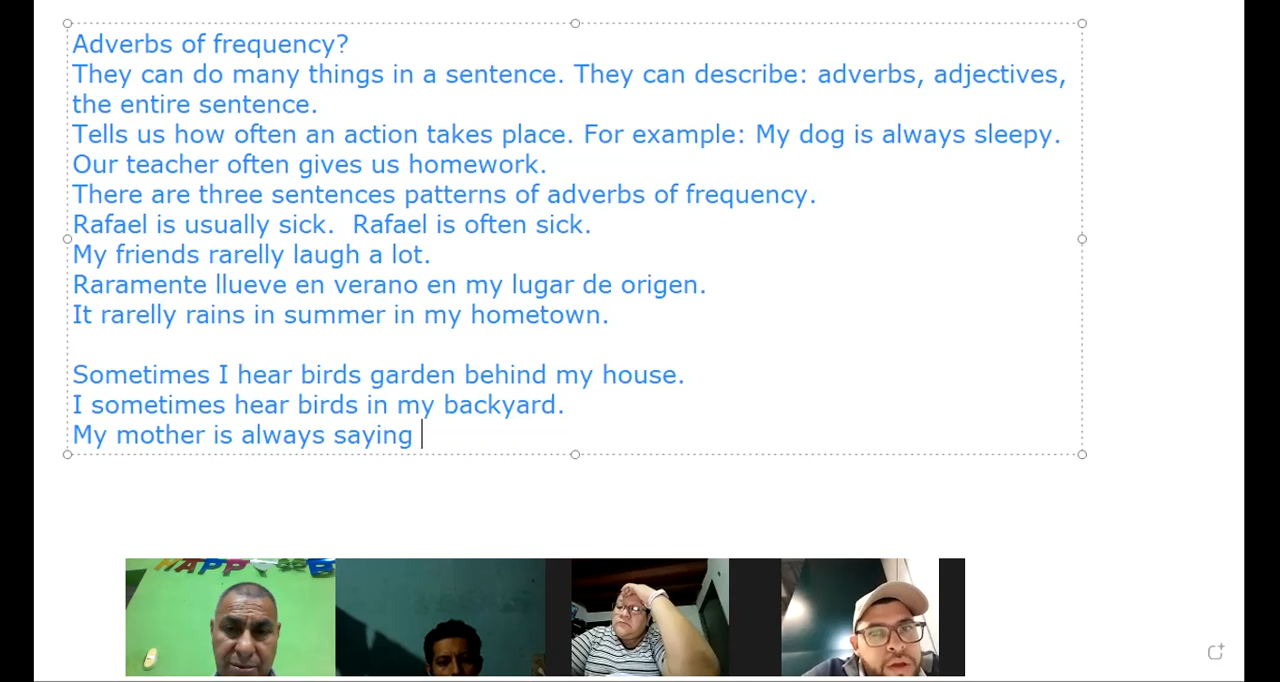 Adverbs of frequency?
They can do many things in a sentence. They can describe: adverbs, adjectives,
the entire sentence.
Tells us how often an action takes place. For example: My dog is always sleepy.
Our teacher often gives us homework.
There are three sentences patterns of adverbs of frequency.
Rafael is usually sick.  Rafael is often sick.
My friends rarelly laugh a lot.
Raramente llueve en verano en my lugar de origen.
It rarelly rains in summer in my hometown.
Sometimes I hear birds garden behind my house.
I sometimes hear birds in my backyard.
My mother is always saying
HAPPY